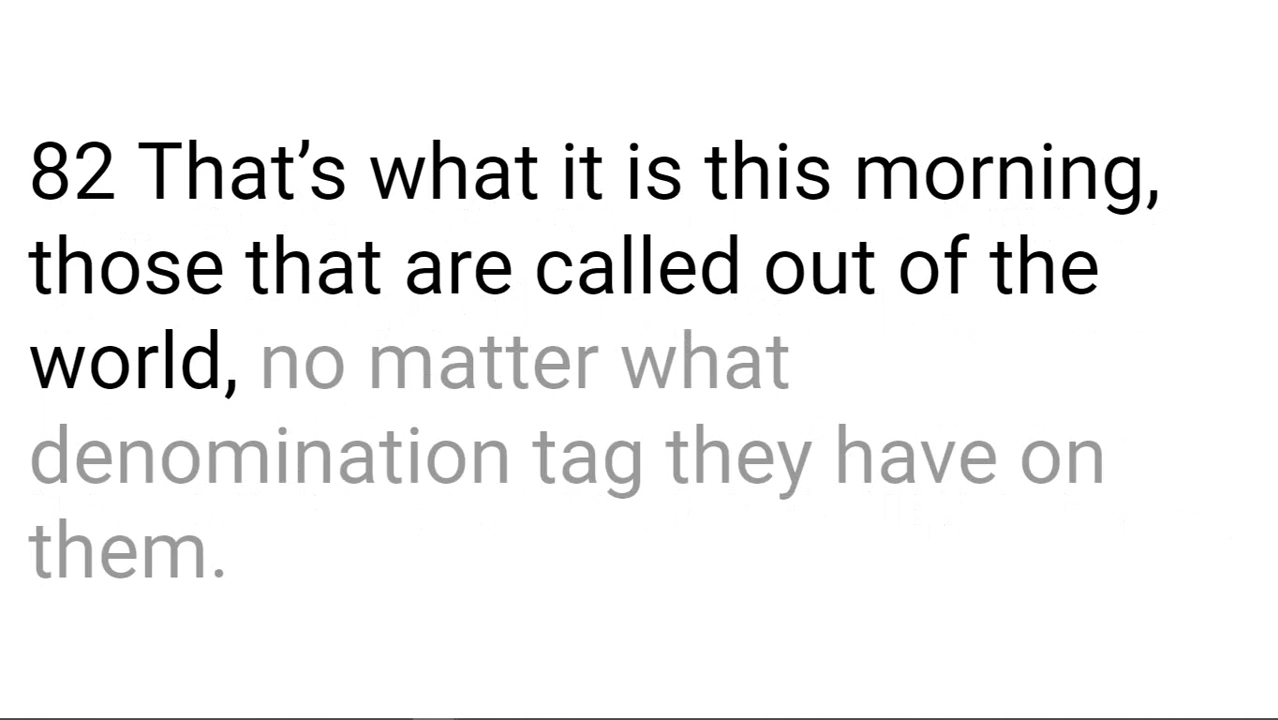 82 That’s what it is this morning,
those that are called out of the
world, no matter what
denomination tag they have on
them.